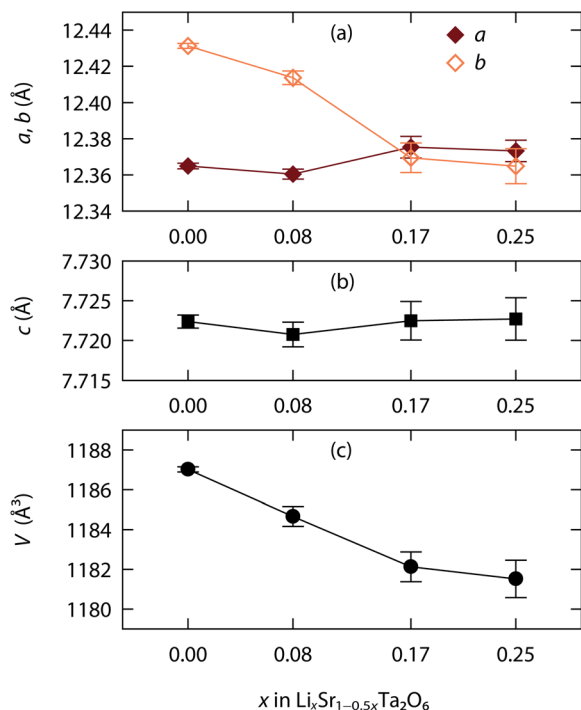 (a)
a
b
a, b (Å)
12.44
12.42
12.40
12.38
12.36
12.34
0.00 0.08 0.17 0.25
(b)
c (Å)
7.730
7.725
7.720
7.715
0.00 0.08 0.17 0.25
(c)
V (Å³)
1188
1186
1184
1182
1180
0.00 0.08 0.17 0.25
x in LiₓSr₁₋₀.₅ₓTa₂O₆